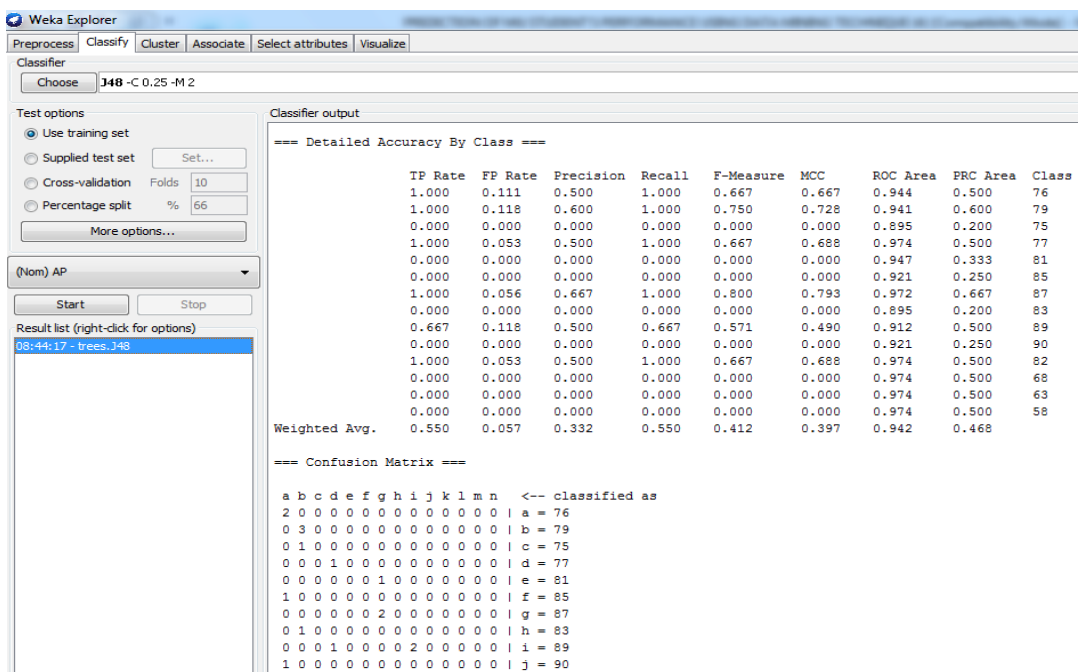 Weka Explorer
Preprocess Classify Cluster Associate Select attributes Visualize
Classifier
Choose J48 -C 0.25 -M 2
Test options
Use training set
Supplied test set Set...
Cross-validation Folds 10
Percentage split % 66
More options...
(Nom) AP
Start Stop
Result list (right-click for options)
08:44:17 - trees.J48
Classifier output
=== Detailed Accuracy By Class ===
TP Rate FP Rate Precision Recall F-Measure MCC ROC Area PRC Area Class
1.000 0.111 0.500 1.000 0.667 0.667 0.944 0.500 76
1.000 0.118 0.600 1.000 0.750 0.728 0.941 0.600 79
0.000 0.000 0.000 0.000 0.000 0.000 0.895 0.200 75
1.000 0.053 0.500 1.000 0.667 0.688 0.974 0.500 77
0.000 0.000 0.000 0.000 0.000 0.000 0.947 0.333 81
0.000 0.000 0.000 0.000 0.000 0.000 0.921 0.250 85
1.000 0.056 0.667 1.000 0.800 0.793 0.972 0.667 87
0.000 0.000 0.000 0.000 0.000 0.000 0.895 0.200 83
0.667 0.118 0.500 0.667 0.571 0.490 0.912 0.500 89
0.000 0.000 0.000 0.000 0.000 0.000 0.921 0.250 90
1.000 0.053 0.500 1.000 0.667 0.688 0.974 0.500 82
0.000 0.000 0.000 0.000 0.000 0.000 0.974 0.500 68
0.000 0.000 0.000 0.000 0.000 0.000 0.974 0.500 63
0.000 0.000 0.000 0.000 0.000 0.000 0.974 0.500 58
Weighted Avg. 0.550 0.057 0.332 0.550 0.412 0.397 0.942 0.468
=== Confusion Matrix ===
a b c d e f g h i j k l m n <-- classified as
2 0 0 0 0 0 0 0 0 0 0 0 0 0 | a = 76
0 3 0 0 0 0 0 0 0 0 0 0 0 0 | b = 79
0 1 0 0 0 0 0 0 0 0 0 0 0 0 | c = 75
0 0 0 1 0 0 0 0 0 0 0 0 0 0 | d = 77
0 0 0 0 0 0 1 0 0 0 0 0 0 0 | e = 81
1 0 0 0 0 0 0 0 0 0 0 0 0 0 | f = 85
0 0 0 0 0 0 2 0 0 0 0 0 0 0 | g = 87
0 1 0 0 0 0 0 0 0 0 0 0 0 0 | h = 83
0 0 0 1 0 0 0 0 2 0 0 0 0 0 | i = 89
1 0 0 0 0 0 0 0 0 0 0 0 0 0 | j = 90